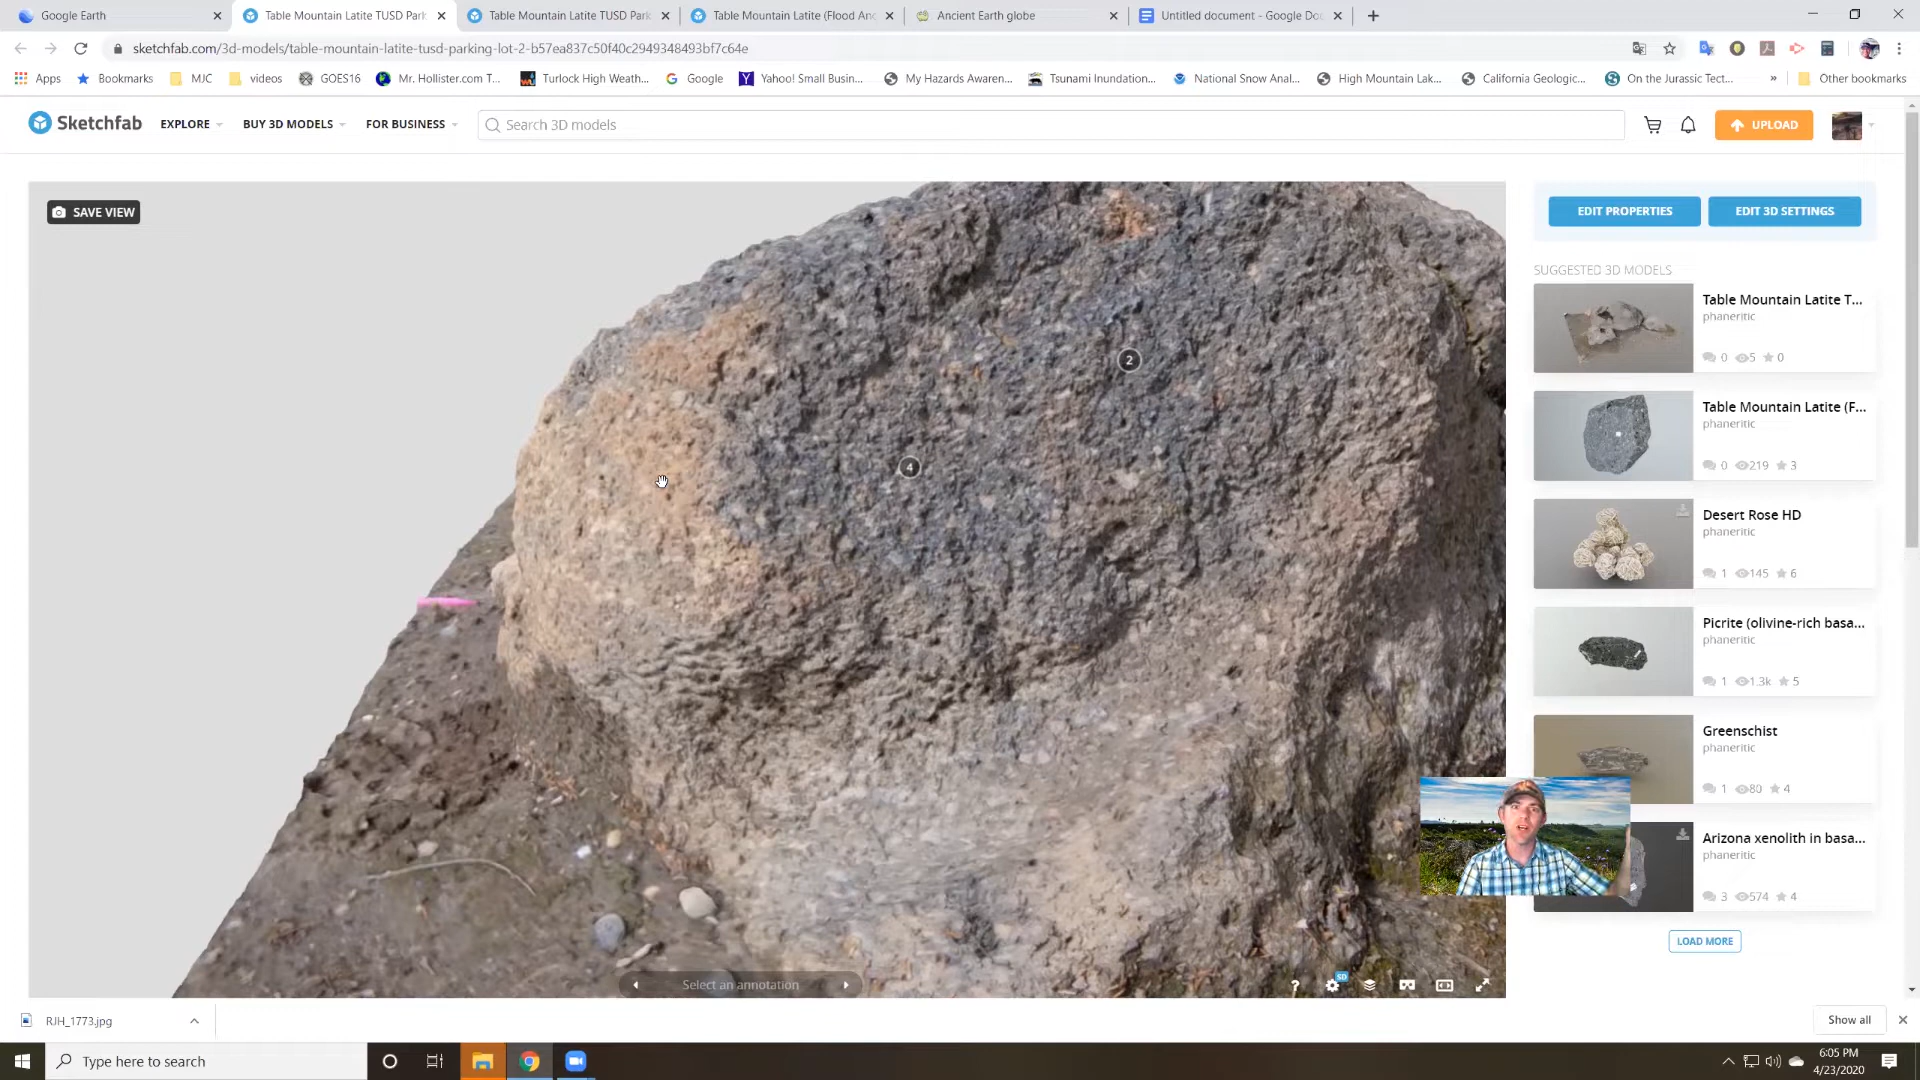 Google Earth
Table Mountain Latite TUSD Park
Table Mountain Latite TUSD Park
Table Mountain Latite (Flood And
Ancient Earth globe
Untitled document - Google Doc
sketchfab.com/3d-models/table-mountain-latite-tusd-parking-lot-2-b57ea837c50f40c2949348493bf7c64e
Apps
Bookmarks
MJC
videos
GOES16
Mr. Hollister.com T...
Turlock High Weath...
Google
Yahoo! Small Busin...
My Hazards Awaren...
Tsunami Inundation...
National Snow Anal...
High Mountain Lak...
California Geologic...
On the Jurassic Tect...
»
Other bookmarks
Sketchfab
EXPLORE
BUY 3D MODELS
FOR BUSINESS
Search 3D models
UPLOAD
SAVE VIEW
2
4
Select an annotation
?
SD
EDIT PROPERTIES
EDIT 3D SETTINGS
SUGGESTED 3D MODELS
Table Mountain Latite T...
phaneritic
0 5 0
Table Mountain Latite (F...
phaneritic
0 219 3
Desert Rose HD
phaneritic
1 145 6
Picrite (olivine-rich basa...
phaneritic
1 1.3k 5
Greenschist
phaneritic
1 80 4
Arizona xenolith in basa...
phaneritic
3 574 4
LOAD MORE
RJH_1773.jpg
Show all
Type here to search
6:05 PM
4/23/2020